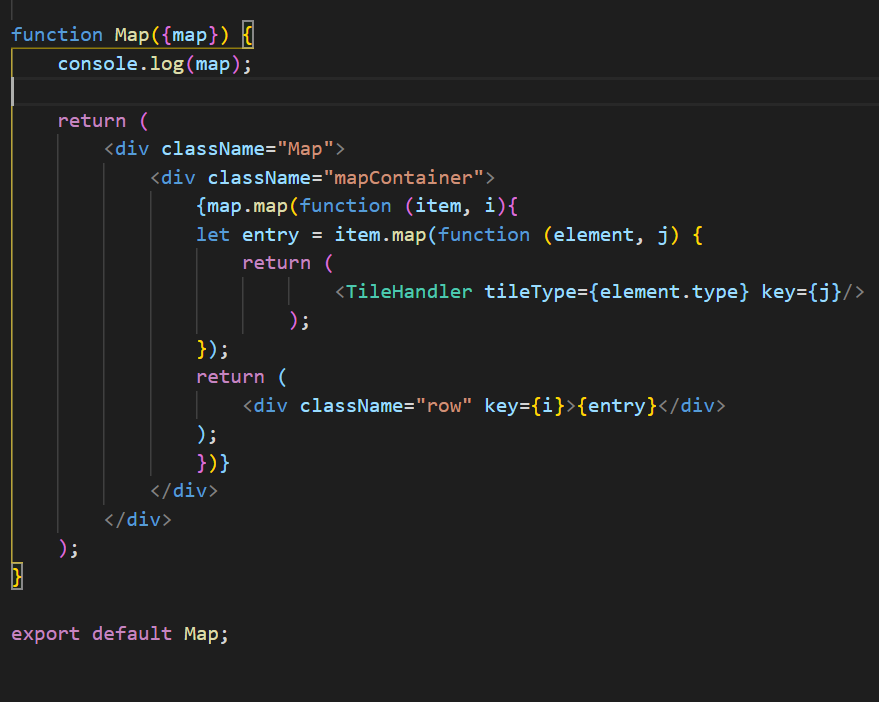 function Map({map}) {
    console.log(map);

    return (
        <div className="Map">
            <div className="mapContainer">
                {map.map(function (item, i){
                let entry = item.map(function (element, j) {
                    return (
                            <TileHandler tileType={element.type} key={j}/>
                        );
                });
                return (
                    <div className="row" key={i}>{entry}</div>
                );
                })}
            </div>
        </div>
    );
}

export default Map;